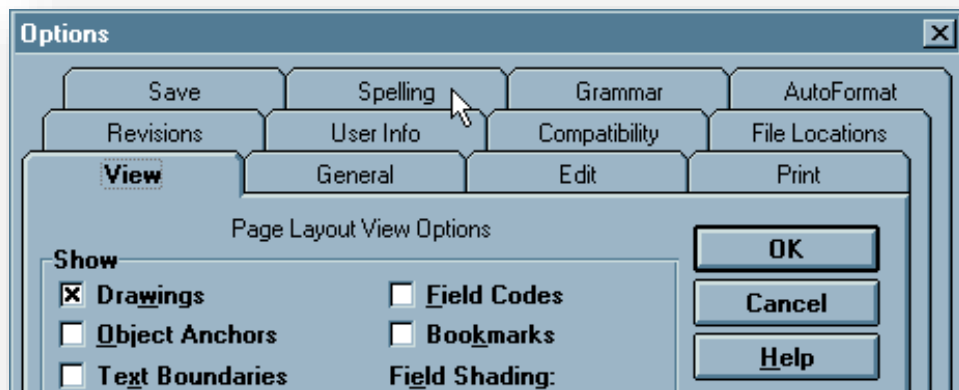 Options
Save Spelling Grammar AutoFormat
Revisions User Info Compatibility File Locations
View General Edit Print
Page Layout View Options
OK
Show
Drawings Field Codes
Cancel
Object Anchors Bookmarks
Help
Text Boundaries Field Shading: